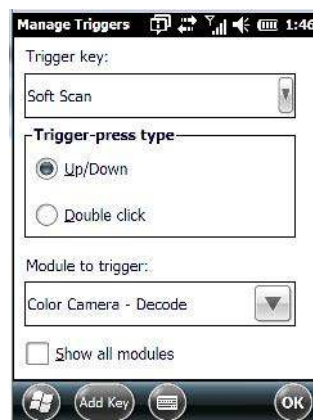 Manage Triggers 1:46
Trigger key:
Soft Scan
Trigger-press type
Up/Down
Double click
Module to trigger:
Color Camera - Decode
Show all modules
Add Key OK